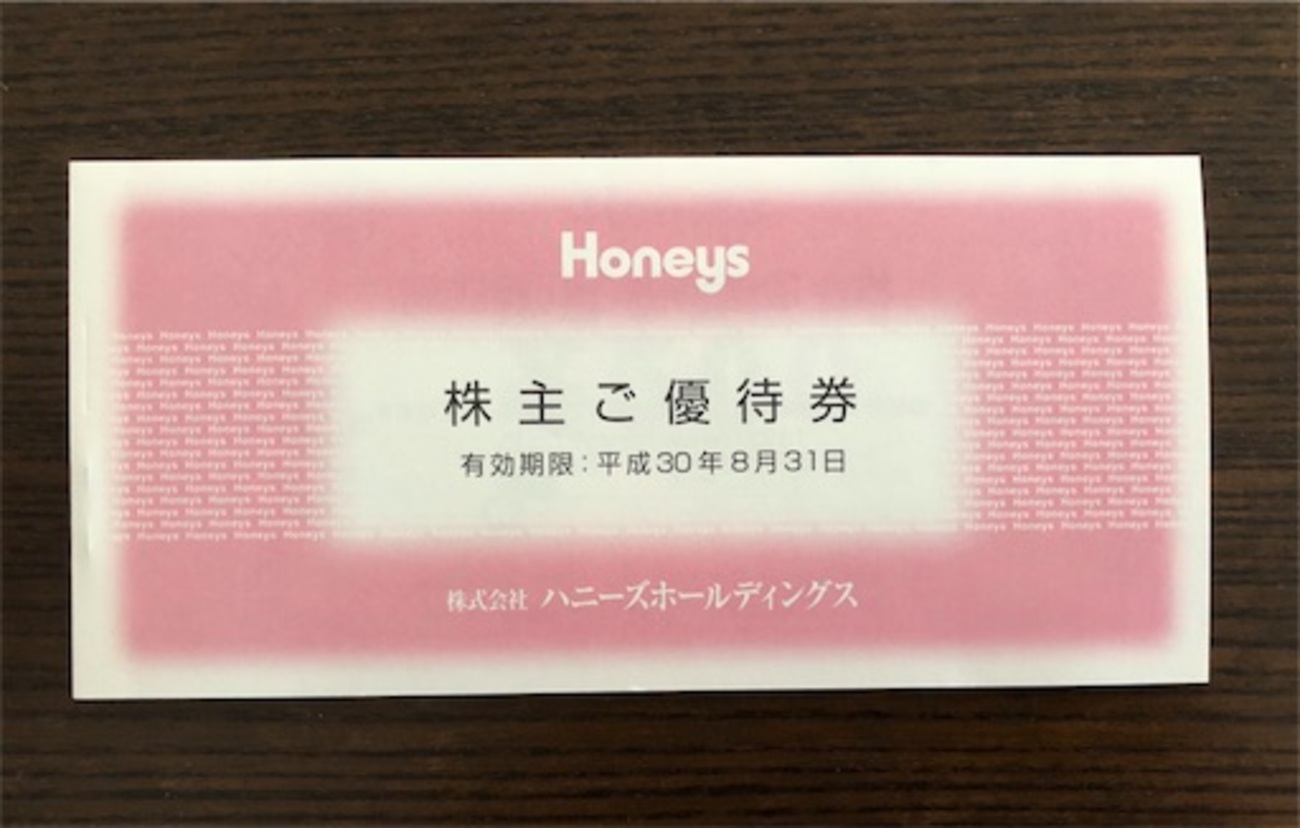 Honeys
株主ご優待券
有効期限:平成30年8月31日
株式会社 ハニーズホールディングス